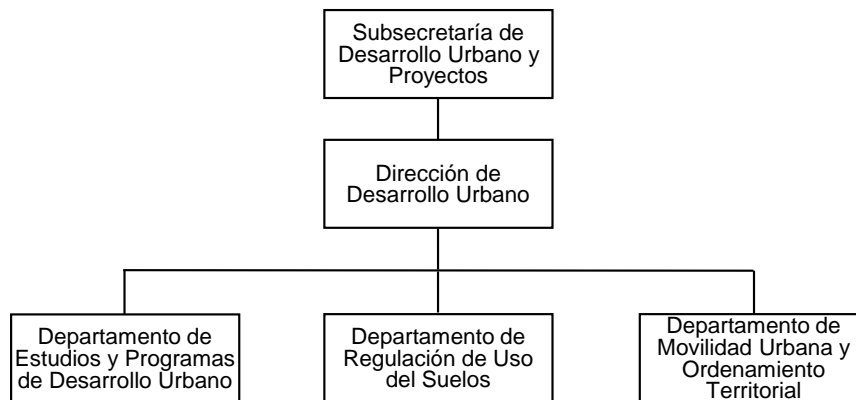 Subsecretaría de
Desarrollo Urbano y
Proyectos
Dirección de
Desarrollo Urbano
Departamento de
Estudios y Programas
de Desarrollo Urbano
Departamento de
Regulación de Uso
del Suelos
Departamento de
Movilidad Urbana y
Ordenamiento
Territorial